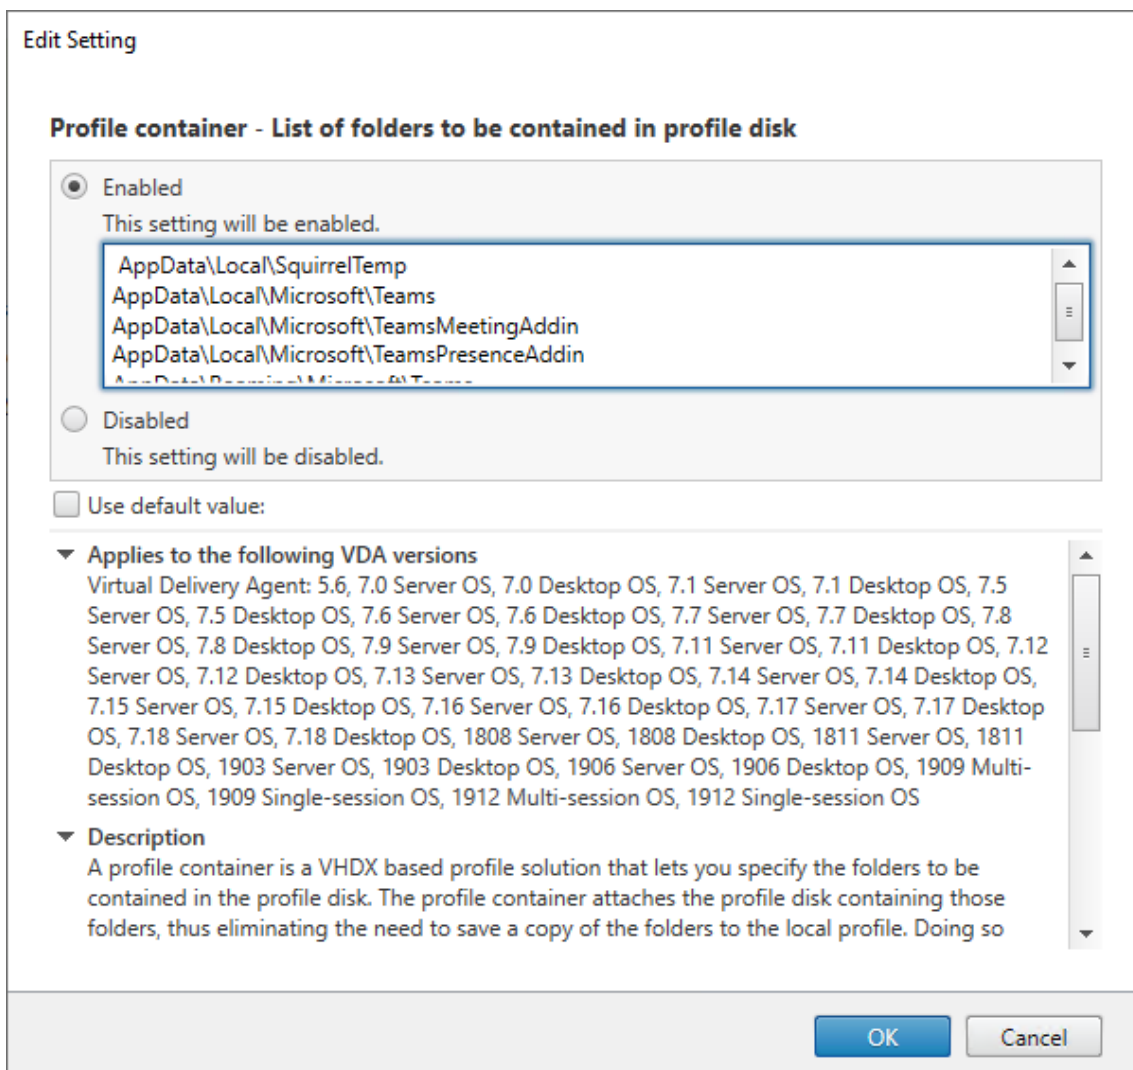 Edit Setting
Profile container - List of folders to be contained in profile disk
Enabled
This setting will be enabled.
AppData\Local\SquirrelTemp
AppData\Local\Microsoft\Teams
AppData\Local\Microsoft\TeamsMeetingAddin
AppData\Local\Microsoft\TeamsPresenceAddin
AppData\Roaming\Microsoft\Teams
Disabled
This setting will be disabled.
Use default value:
Applies to the following VDA versions
Virtual Delivery Agent: 5.6, 7.0 Server OS, 7.0 Desktop OS, 7.1 Server OS, 7.1 Desktop OS, 7.5
Server OS, 7.5 Desktop OS, 7.6 Server OS, 7.6 Desktop OS, 7.7 Server OS, 7.7 Desktop OS, 7.8
Server OS, 7.8 Desktop OS, 7.9 Server OS, 7.9 Desktop OS, 7.11 Server OS, 7.11 Desktop OS, 7.12
Server OS, 7.12 Desktop OS, 7.13 Server OS, 7.13 Desktop OS, 7.14 Server OS, 7.14 Desktop OS,
7.15 Server OS, 7.15 Desktop OS, 7.16 Server OS, 7.16 Desktop OS, 7.17 Server OS, 7.17 Desktop
OS, 7.18 Server OS, 7.18 Desktop OS, 1808 Server OS, 1808 Desktop OS, 1811 Server OS, 1811
Desktop OS, 1903 Server OS, 1903 Desktop OS, 1906 Server OS, 1906 Desktop OS, 1909 Multi-
session OS, 1909 Single-session OS, 1912 Multi-session OS, 1912 Single-session OS
Description
A profile container is a VHDX based profile solution that lets you specify the folders to be
contained in the profile disk. The profile container attaches the profile disk containing those
folders, thus eliminating the need to save a copy of the folders to the local profile. Doing so
OK
Cancel